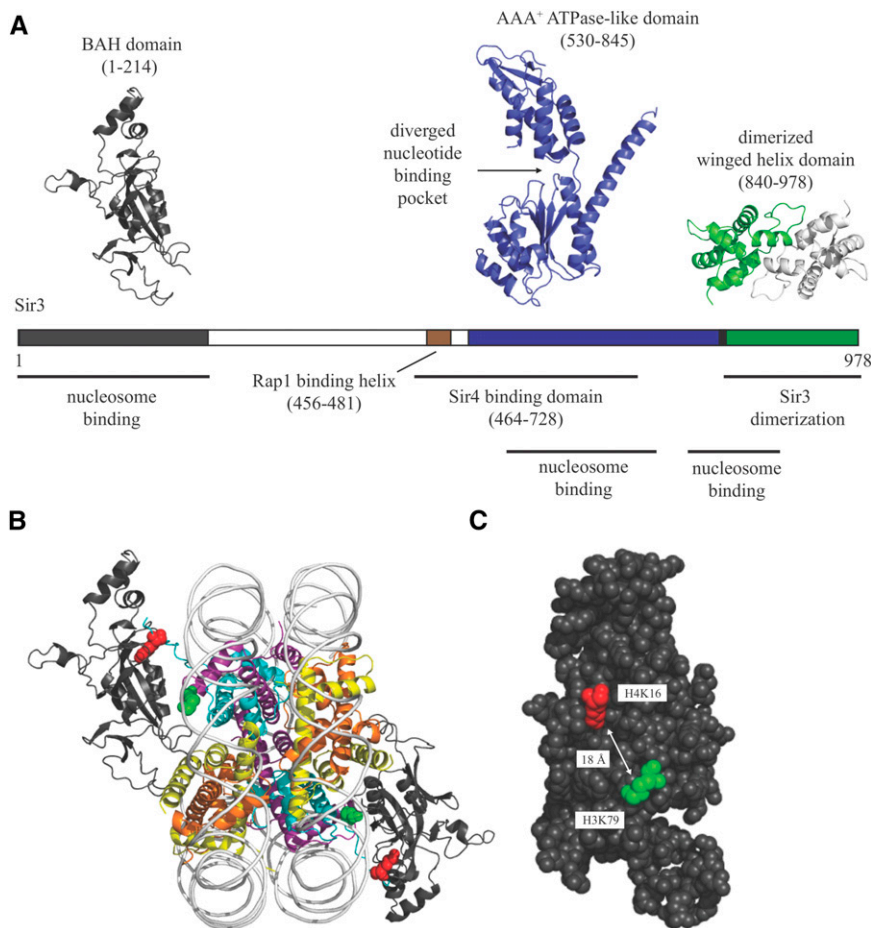 A
BAH domain
(1-214)
AAA+ ATPase-like domain
(530-845)
diverged
nucleotide
binding
pocket
dimerized
winged helix domain
(840-978)
Sir3
1
978
nucleosome
binding
Rap1 binding helix
(456-481)
Sir4 binding domain
(464-728)
Sir3
dimerization
nucleosome
binding
nucleosome
binding
B
C
H4K16
18 Å
H3K79